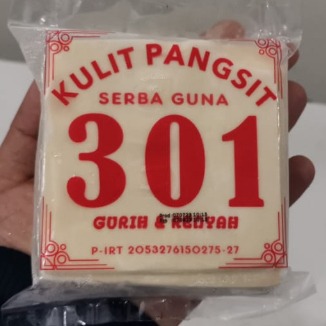 KULIT PANGSIT
SERBA GUNA
301
GURIH & RENYAH
P-IRT 2053276150275-27